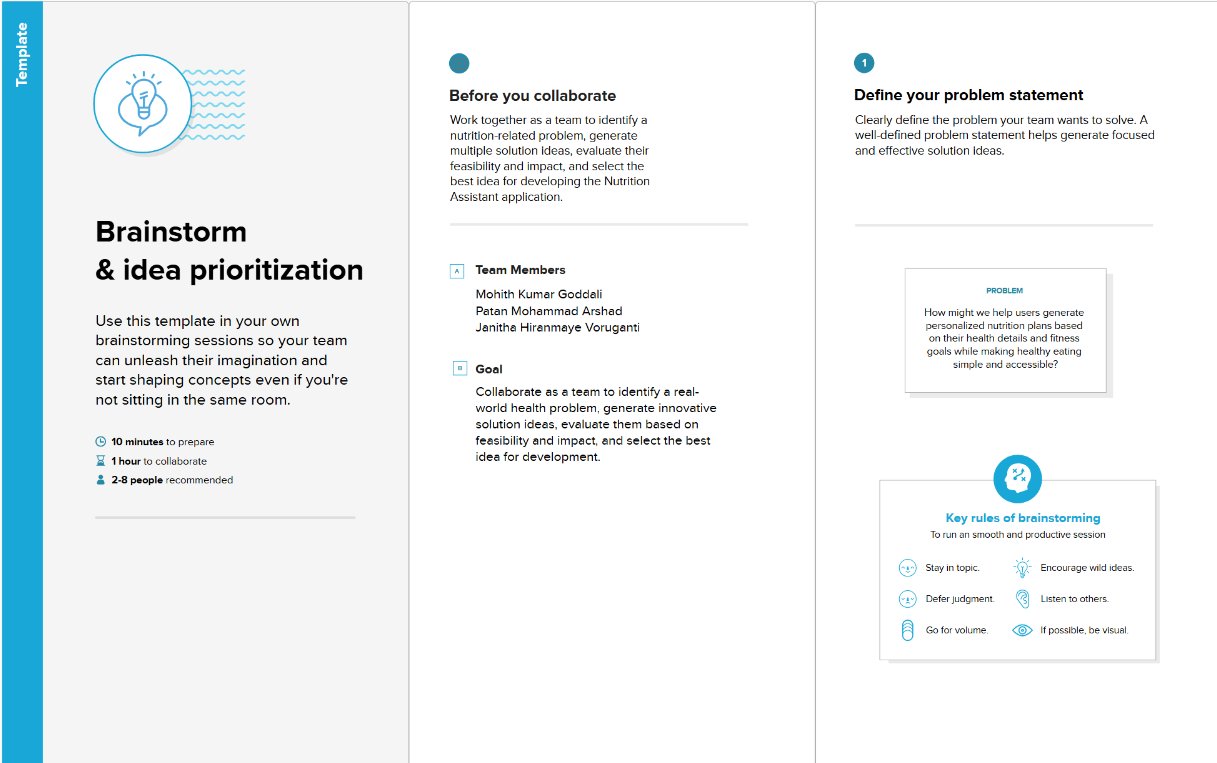 Template
Brainstorm
& idea prioritization
Use this template in your own
brainstorming sessions so your team
can unleash their imagination and
start shaping concepts even if you're
not sitting in the same room.
10 minutes to prepare
1 hour to collaborate
2-8 people recommended
Before you collaborate
Work together as a team to identify a
nutrition-related problem, generate
multiple solution ideas, evaluate their
feasibility and impact, and select the
best idea for developing the Nutrition
Assistant application.
A
Team Members
Mohith Kumar Goddali
Patan Mohammad Arshad
Janitha Hiranmaye Voruganti
B
Goal
Collaborate as a team to identify a real-
world health problem, generate innovative
solution ideas, evaluate them based on
feasibility and impact, and select the best
idea for development.
1
Define your problem statement
Clearly define the problem your team wants to solve. A
well-defined problem statement helps generate focused
and effective solution ideas.
PROBLEM
How might we help users generate
personalized nutrition plans based
on their health details and fitness
goals while making healthy eating
simple and accessible?
Key rules of brainstorming
To run an smooth and productive session
Stay in topic.
Encourage wild ideas.
Defer judgment.
Listen to others.
Go for volume.
If possible, be visual.